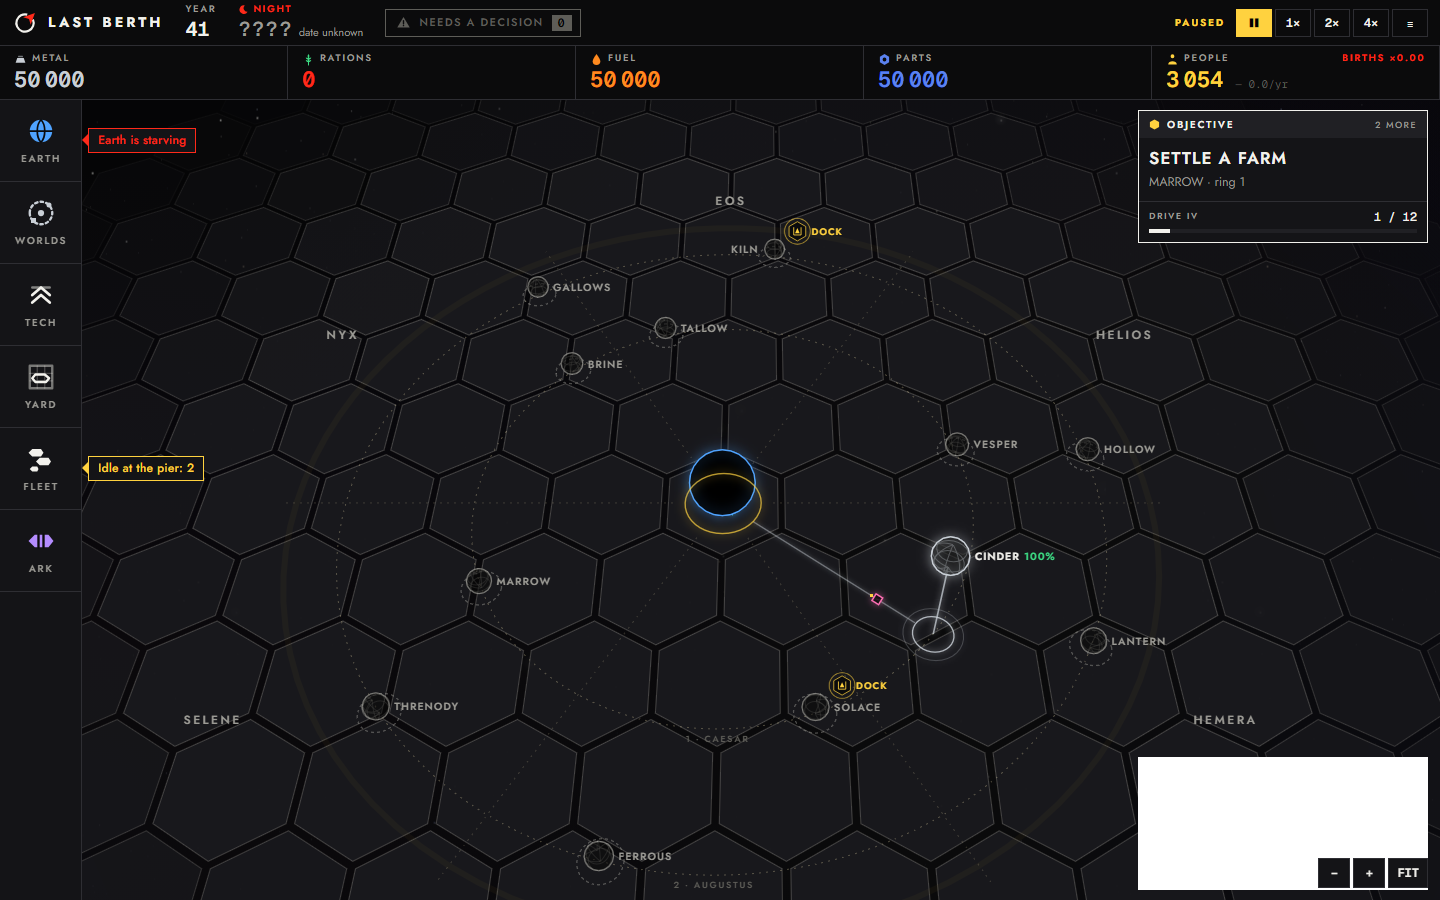 LAST BERTH
YEAR
41
NIGHT
???? date unknown
NEEDS A DECISION 0
PAUSED
1×
2×
4×
METAL
50 000
RATIONS
0
FUEL
50 000
PARTS
50 000
PEOPLE
BIRTHS ×0.00
3 054 – 0.0/yr
EARTH
Earth is starving
WORLDS
TECH
YARD
FLEET
Idle at the pier: 2
ARK
OBJECTIVE
2 MORE
SETTLE A FARM
MARROW · ring 1
DRIVE IV
1 / 12
EOS
DOCK
KILN
GALLOWS
TALLOW
NYX
HELIOS
BRINE
VESPER
HOLLOW
CINDER 100%
MARROW
LANTERN
DOCK
SOLACE
THRENODY
SELENE
HEMERA
1 · CAESAR
FERROUS
2 · AUGUSTUS
–
+
FIT